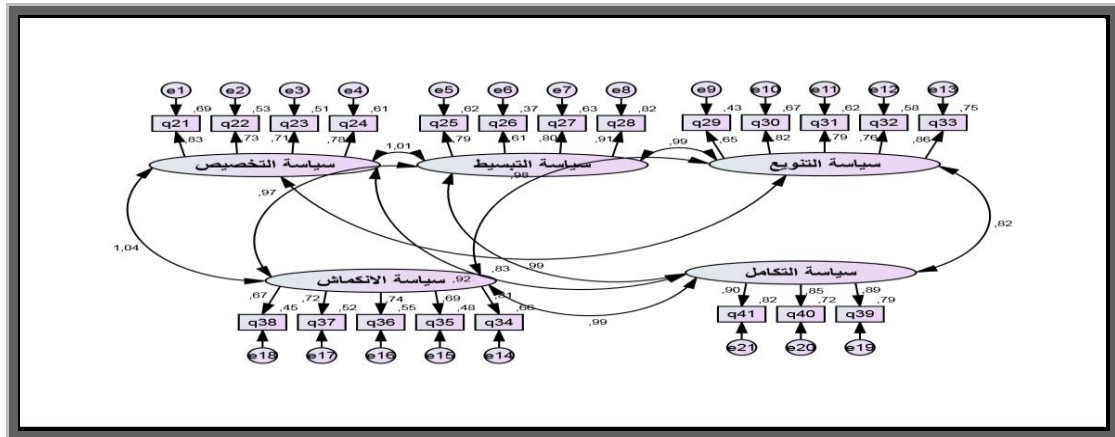 e1 e2 e3 e4 e5 e6 e7 e8 e9 e10 e11 e12 e13
,69 ,53 ,51 ,61 ,62 ,37 ,63 ,82 ,43 ,67 ,62 ,58 ,75
q21 q22 q23 q24 q25 q26 q27 q28 q29 q30 q31 q32 q33
,83 ,73 ,71 ,78 ,79 ,61 ,80 ,91 ,65 ,82 ,79 ,76 ,86
1,01 ,99
سياسة التخصيص سياسة التبسيط سياسة التنويع
,97 ,98
,82
1,04
,99
,83
سياسة الانكماش ,92 سياسة التكامل
,67 ,72 ,74 ,69 ,81 ,90 ,85 ,89
,45 ,52 ,55 ,48 ,66 ,82 ,72 ,79
q38 q37 q36 q35 q34 q41 q40 q39
,99
e18 e17 e16 e15 e14 e21 e20 e19